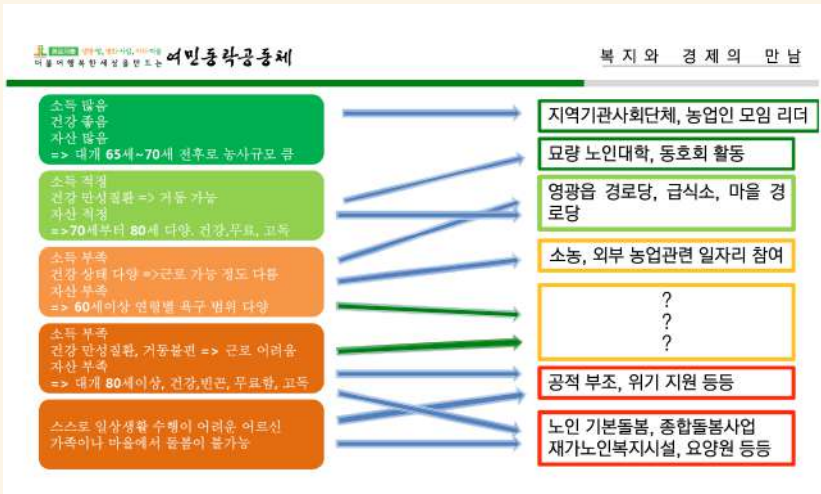 더불어행복한세상을만드는 여민동락공동체
복지와 경제의 만남
소득 많음
건강 좋음
자산 많음
=> 대개 65세~70세 전후로 농사규모 큼
소득 적정
건강 만성질환 => 거동 가능
자산 적정
=>70세부터 80세 다양. 건강,무료, 고독
소득 부족
건강 상태 다양 =>근로 가능 정도 다름
자산 부족
=> 60세이상 연령별 욕구 범위 다양
소득 부족
건강 만성질환, 거동불편 => 근로 어려움
자산 부족
=> 대개 80세이상, 건강,빈곤, 무료함, 고독
스스로 일상생활 수행이 어려운 어르신
가족이나 마을에서 돌봄이 불가능
지역기관사회단체, 농업인 모임 리더
묘량 노인대학, 동호회 활동
영광읍 경로당, 급식소, 마을 경
로당
소농, 외부 농업관련 일자리 참여
?
?
?
공적 부조, 위기 지원 등등
노인 기본돌봄, 종합돌봄사업
재가노인복지시설, 요양원 등등